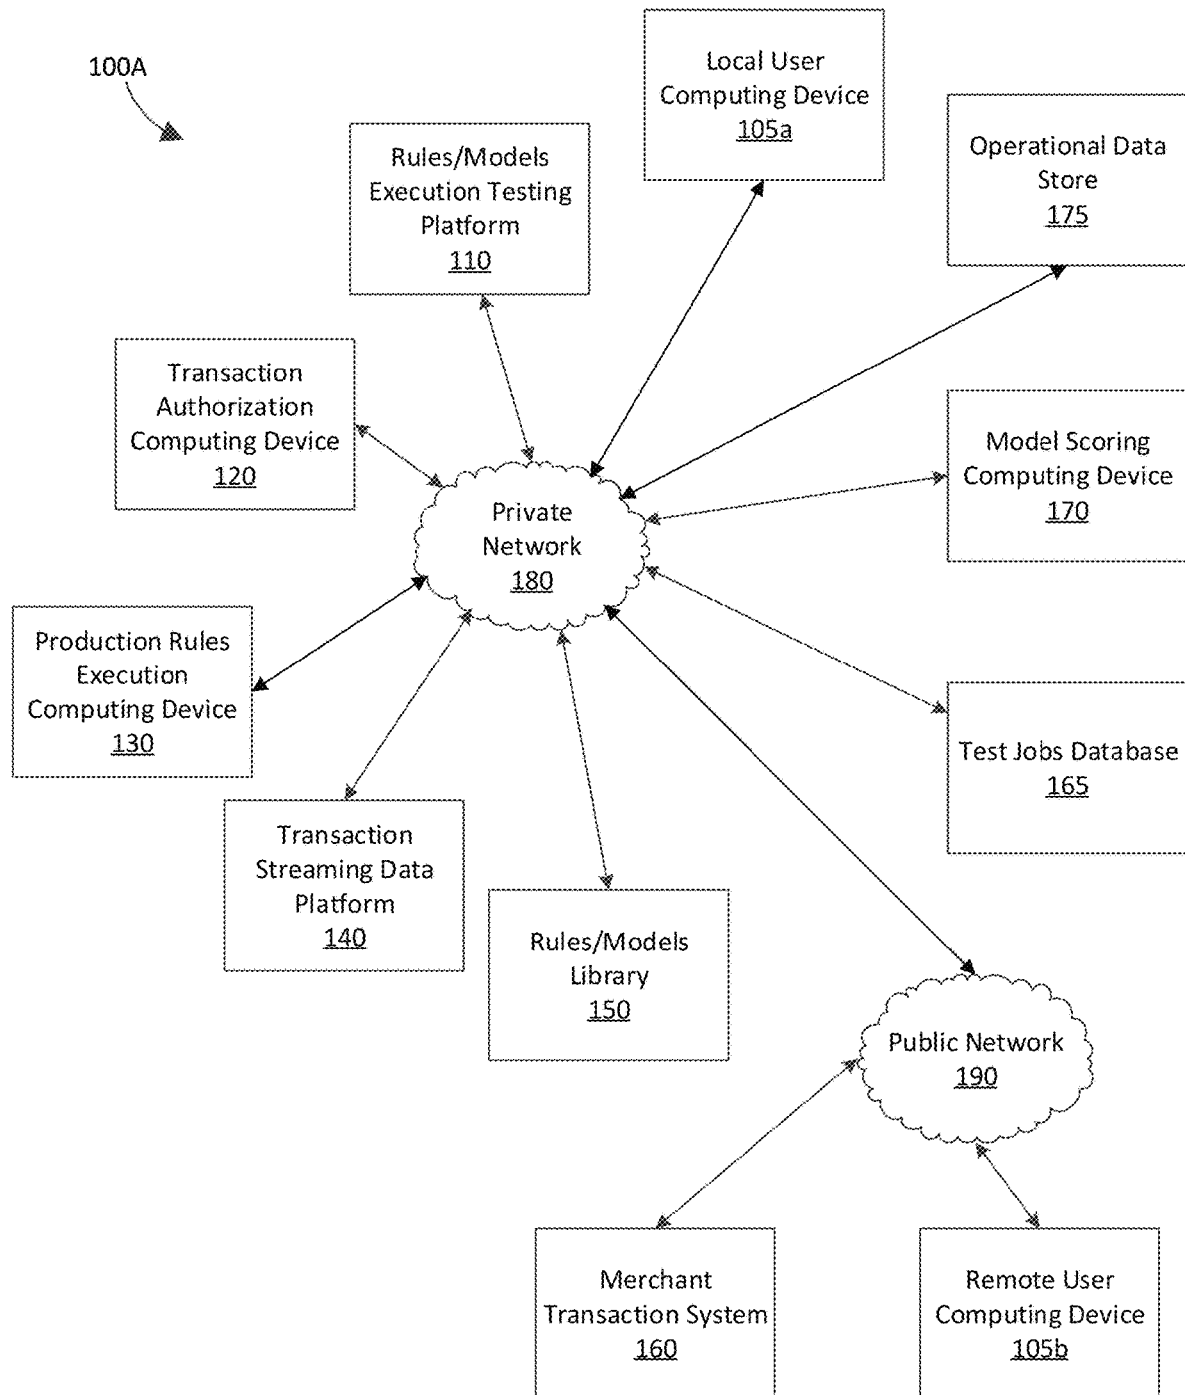 100A
Local User
Computing Device
105a
Rules/Models
Execution Testing
Platform
110
Operational Data
Store
175
Transaction
Authorization
Computing Device
120
Model Scoring
Computing Device
170
Private
Network
180
Production Rules
Execution
Computing Device
130
Test Jobs Database
165
Transaction
Streaming Data
Platform
140
Rules/Models
Library
150
Public Network
190
Merchant
Transaction System
160
Remote User
Computing Device
105b